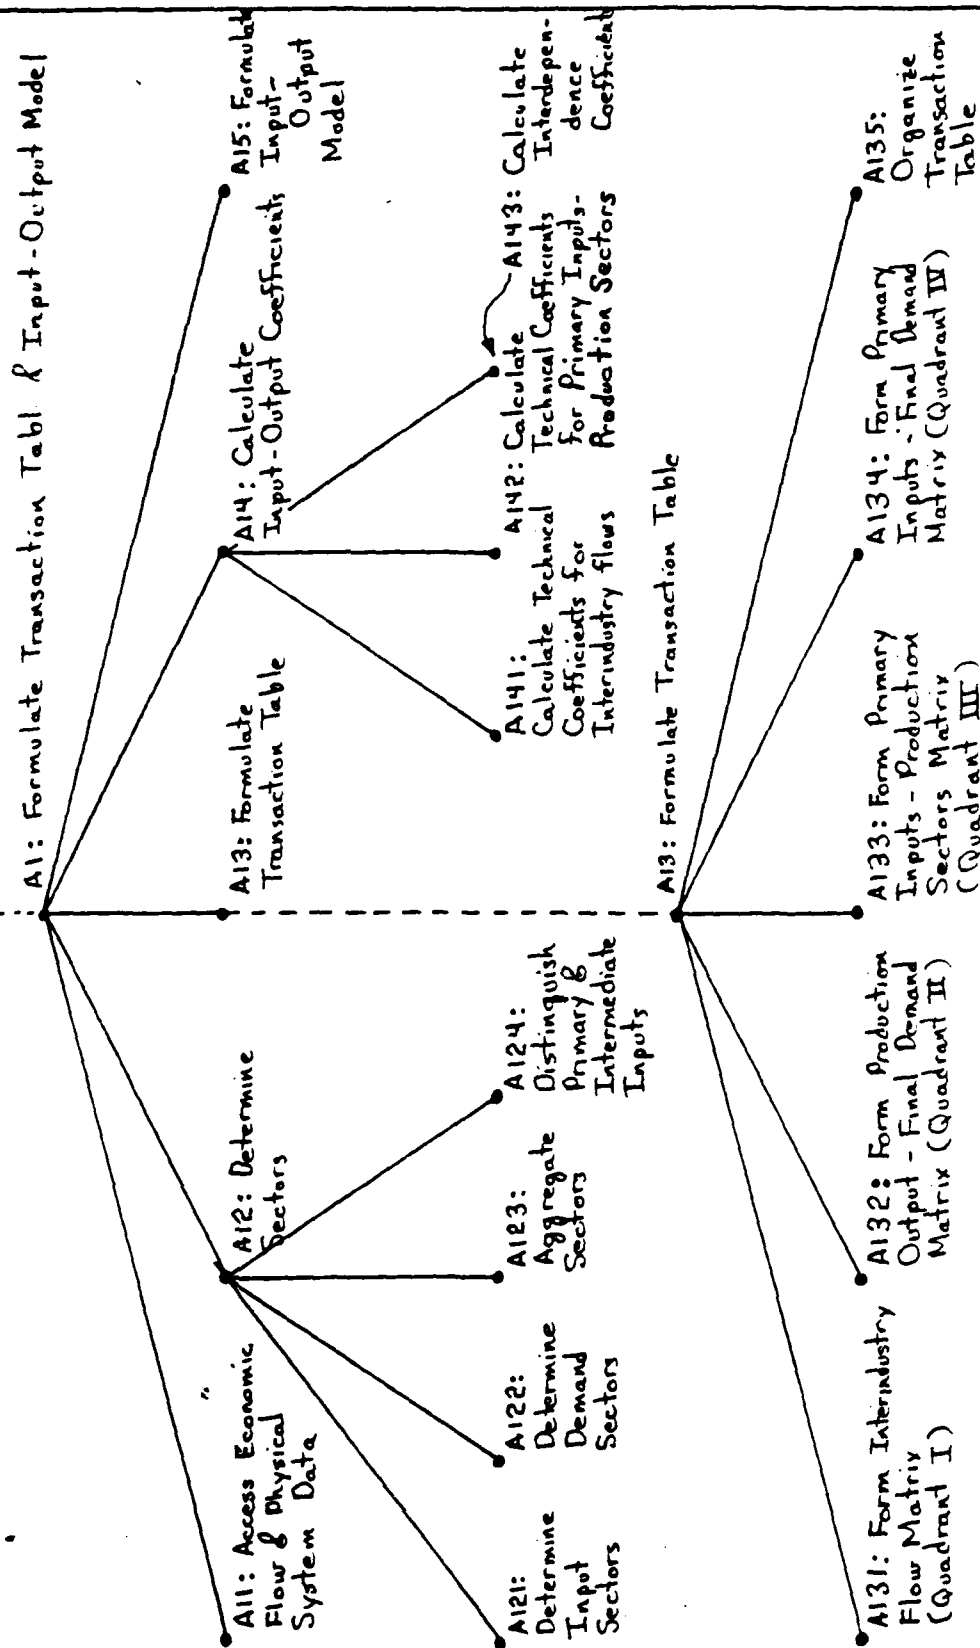 A1: Formulate Transaction Tabl & Input-Output Model
A11: Access Economic
Flow & Physical
System Data
A12: Determine
Sectors
A13: Formulate
Transaction Table
A14: Calculate
Input-Output Coefficients
A15: Formulat
Input-
Output
Model
A121:
Determine
Input
Sectors
A122:
Determine
Demand
Sectors
A123:
Aggregate
Sectors
A124:
Distinguish
Primary &
Intermediate
Inputs
A141:
Calculate Technical
Coefficients for
Interindustry flows
A142: Calculate
Technical Coefficients
for Primary Inputs-
Production Sectors
A143: Calculate
Interdepen-
dence
Coefficient
A13: Formulate Transaction Table
A131: Form Interindustry
Flow Matrix
(Quadrant I)
A132: Form Production
Output - Final Demand
Matrix (Quadrant II)
A133: Form Primary
Inputs - Production
Sectors Matrix
(Quadrant III)
A134: Form Primary
Inputs - Final Demand
Matrix (Quadrant IV)
A135:
Organize
Transaction
Table